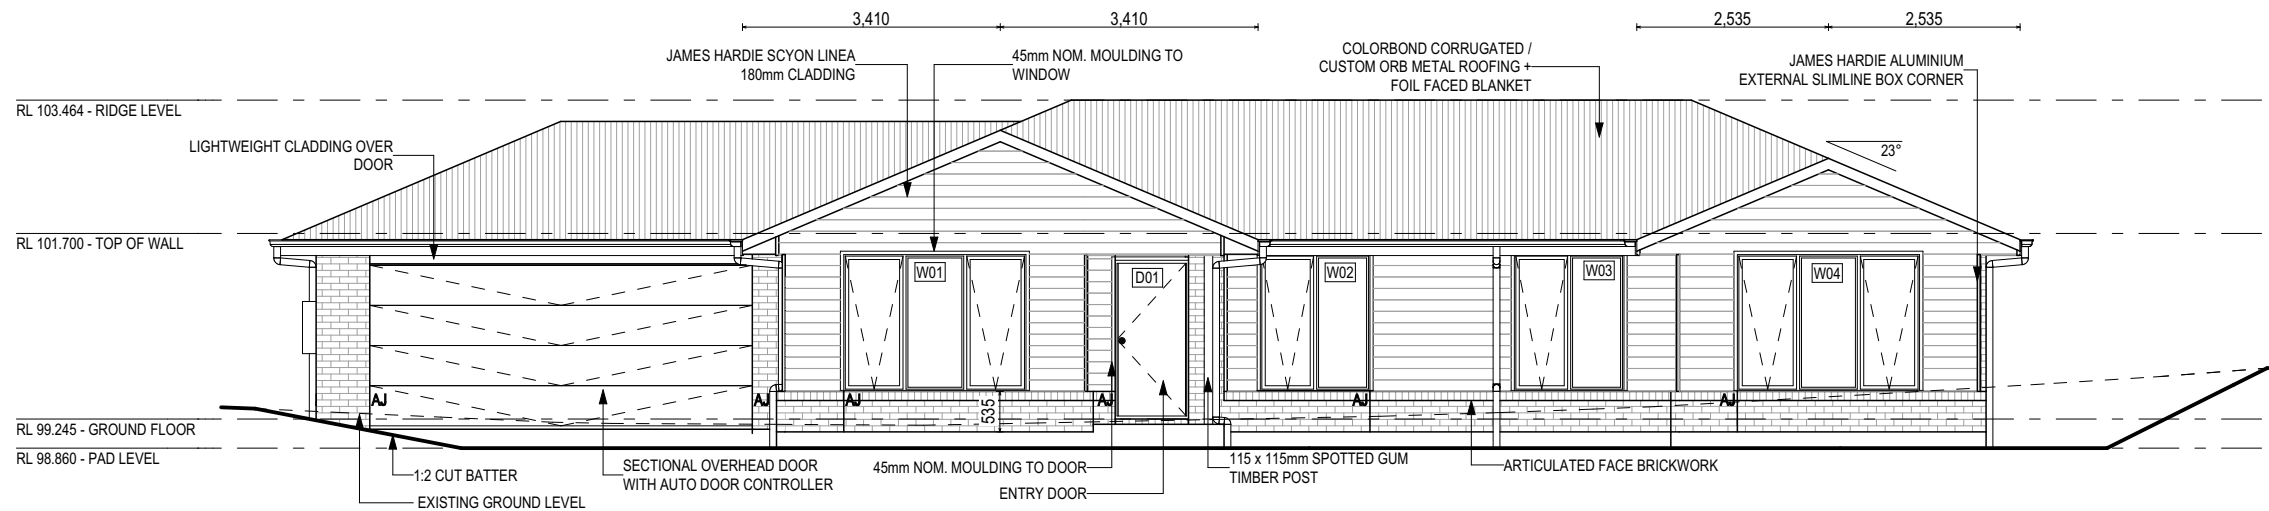 3,410
3,410
2,535
2,535
JAMES HARDIE SCYON LINEA
180mm CLADDING
45mm NOM. MOULDING TO
WINDOW
COLORBOND CORRUGATED /
CUSTOM ORB METAL ROOFING +
FOIL FACED BLANKET
JAMES HARDIE ALUMINIUM
EXTERNAL SLIMLINE BOX CORNER
RL 103.464 - RIDGE LEVEL
LIGHTWEIGHT CLADDING OVER
DOOR
23°
RL 101.700 - TOP OF WALL
W01
D01
W02
W03
W04
AJ
AJ
AJ
AJ
AJ
AJ
535
RL 99.245 - GROUND FLOOR
RL 98.860 - PAD LEVEL
1:2 CUT BATTER
EXISTING GROUND LEVEL
SECTIONAL OVERHEAD DOOR
WITH AUTO DOOR CONTROLLER
45mm NOM. MOULDING TO DOOR
ENTRY DOOR
115 x 115mm SPOTTED GUM
TIMBER POST
ARTICULATED FACE BRICKWORK